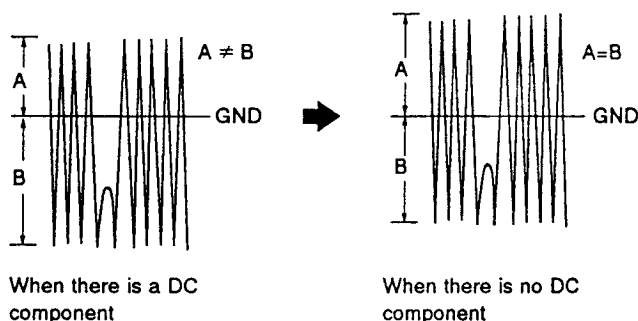 A
A ≠ B
GND
B
When there is a DC
component
A
A=B
GND
B
When there is no DC
component